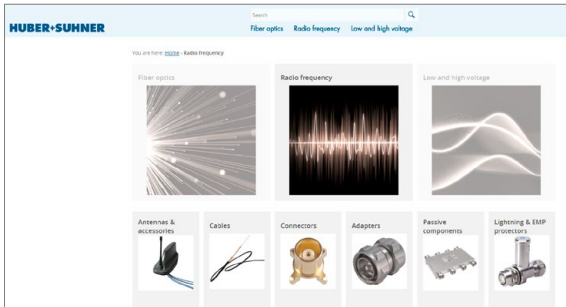 Search
HUBER+SUHNER
Fiber optics Radio frequency Low and high voltage
You are here: Home - Radio frequency
Fiber optics
Radio frequency
Low and high voltage
Antennas &
accessories
Cables
Connectors
Adapters
Passive
components
Lightning & EMP
protectors